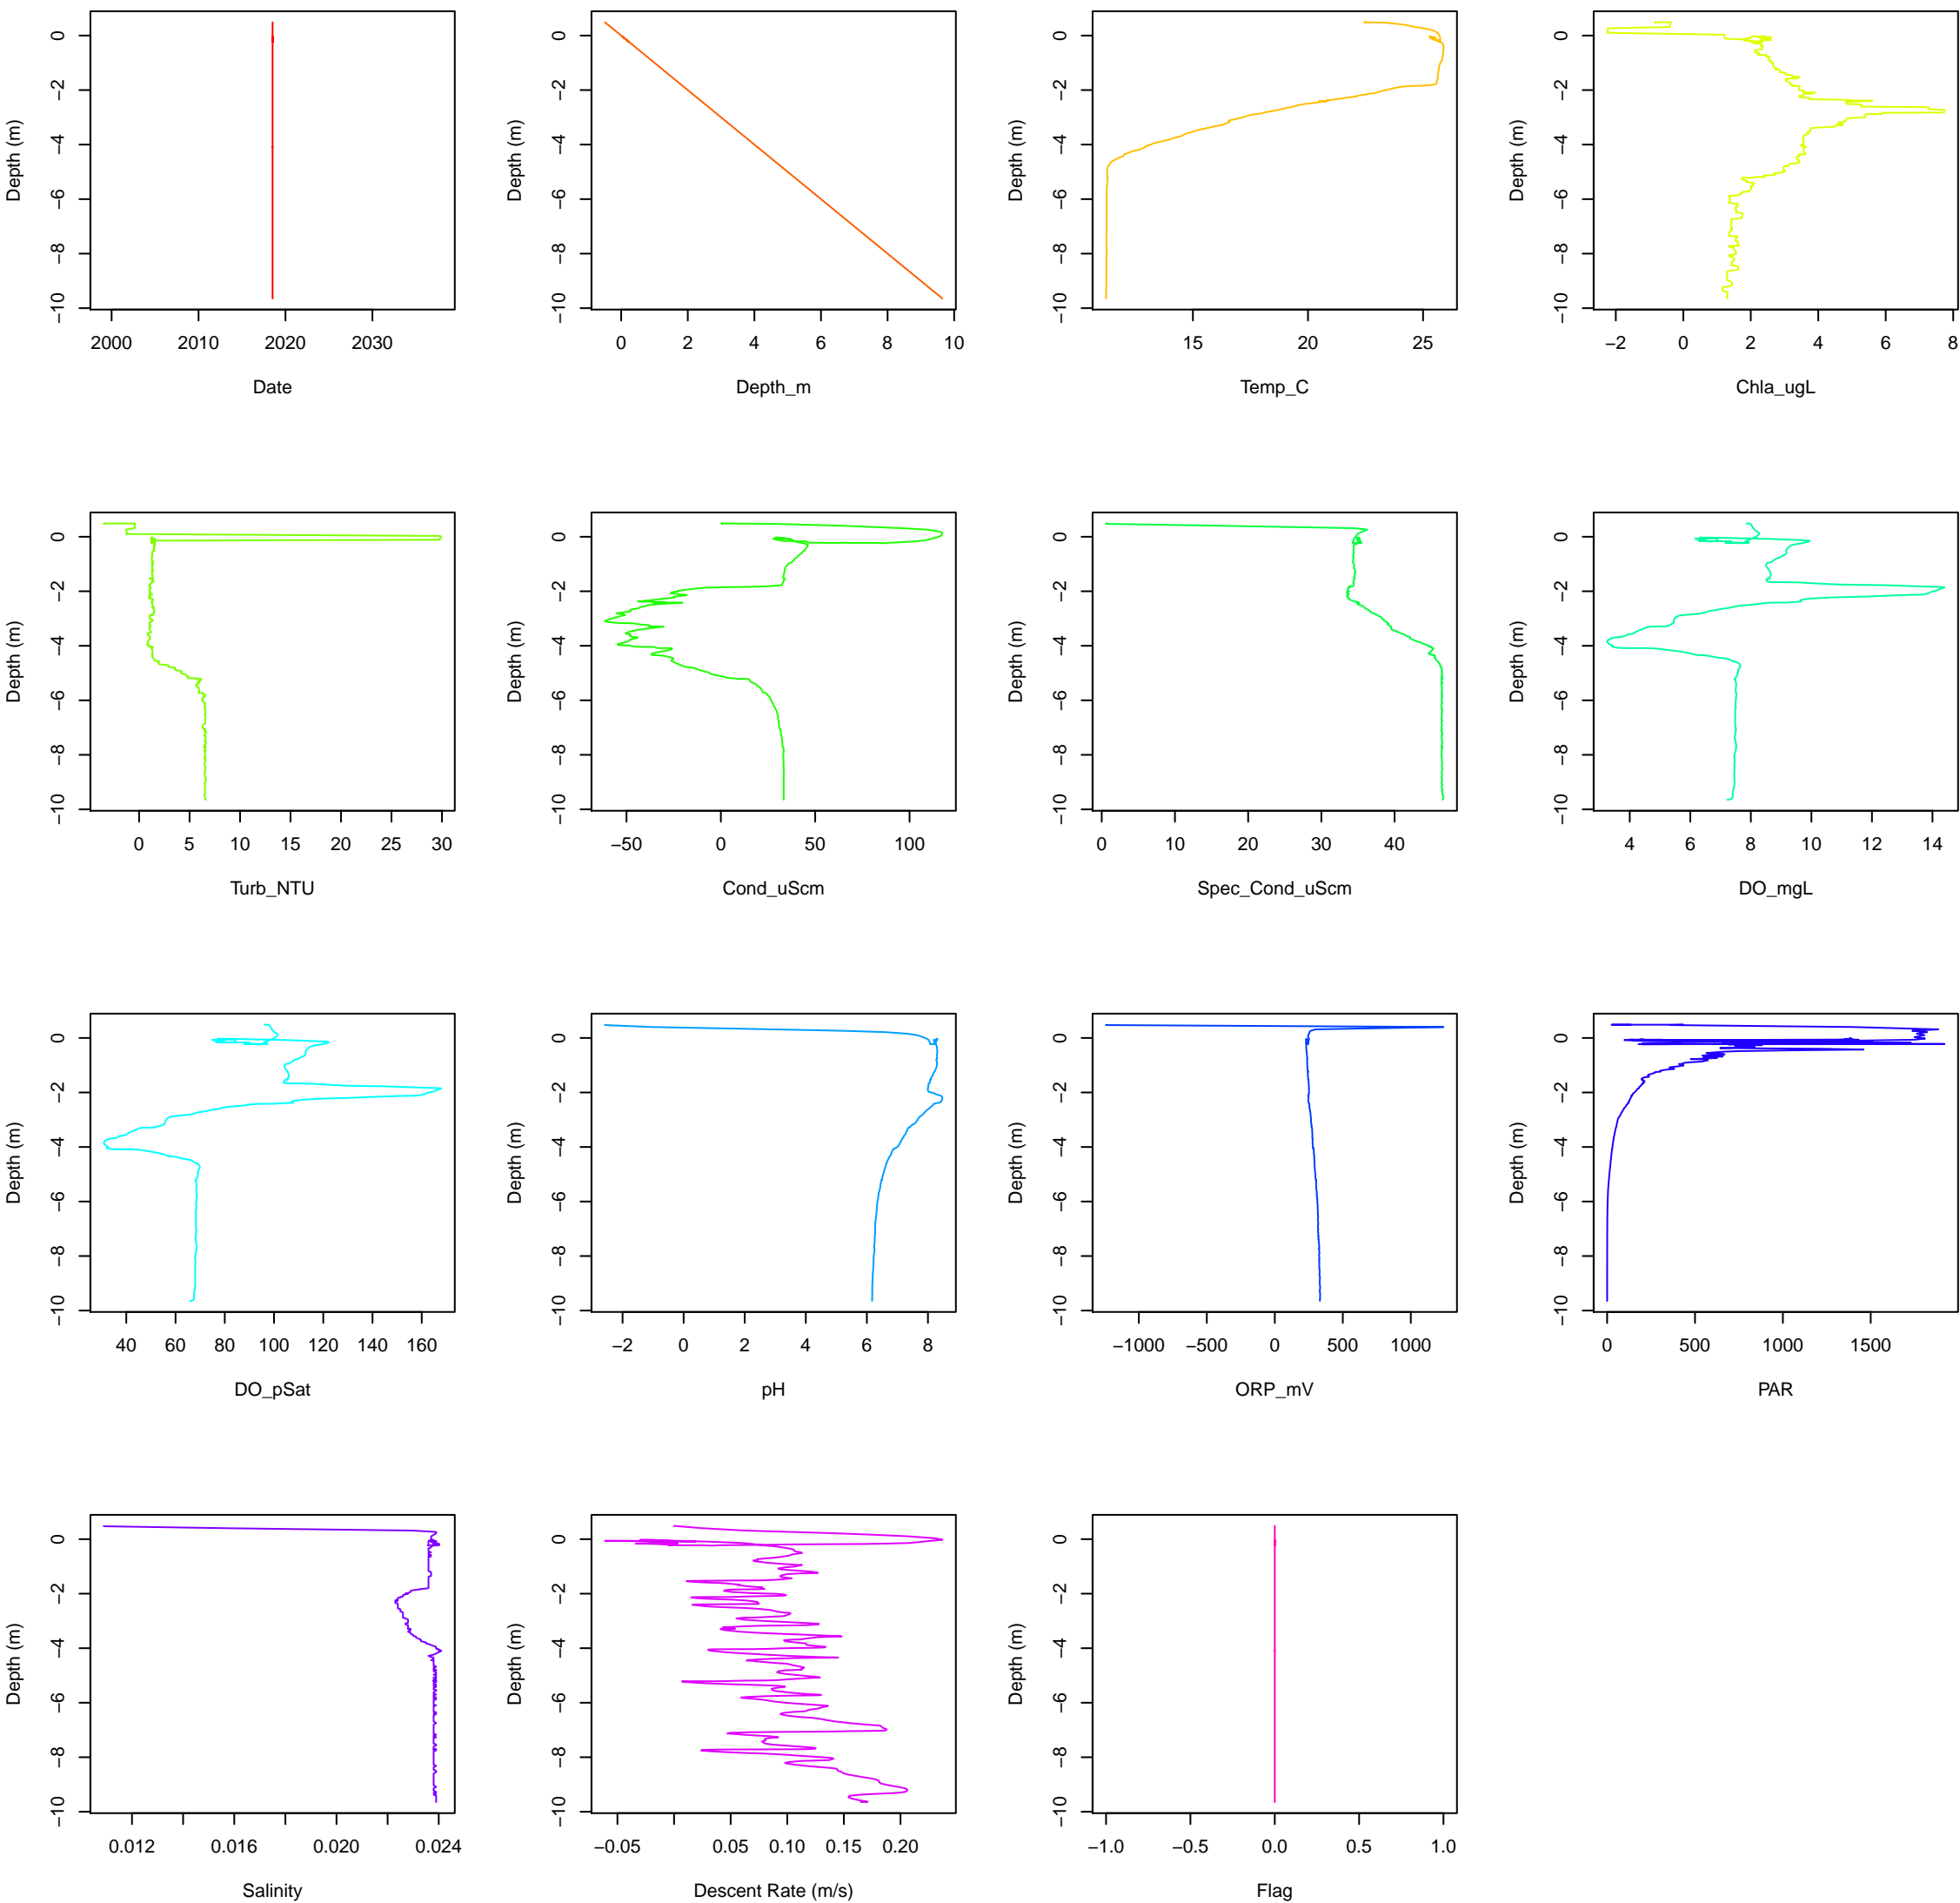 Depth (m)
0
−2
−4
−6
−8
−10
2000 2010 2020 2030
Date
Depth (m)
0
−2
−4
−6
−8
−10
0 2 4 6 8 10
Depth_m
Depth (m)
0
−2
−4
−6
−8
−10
15 20 25
Temp_C
Depth (m)
0
−2
−4
−6
−8
−10
−2 0 2 4 6 8
Chla_ugL
Depth (m)
0
−2
−4
−6
−8
−10
0 5 10 15 20 25 30
Turb_NTU
Depth (m)
0
−2
−4
−6
−8
−10
−50 0 50 100
Cond_uScm
Depth (m)
0
−2
−4
−6
−8
−10
0 10 20 30 40
Spec_Cond_uScm
Depth (m)
0
−2
−4
−6
−8
−10
4 6 8 10 12 14
DO_mgL
Depth (m)
0
−2
−4
−6
−8
−10
40 60 80 100 120 140 160
DO_pSat
Depth (m)
0
−2
−4
−6
−8
−10
−2 0 2 4 6 8
pH
Depth (m)
0
−2
−4
−6
−8
−10
−1000 −500 0 500 1000
ORP_mV
Depth (m)
0
−2
−4
−6
−8
−10
0 500 1000 1500
PAR
Depth (m)
0
−2
−4
−6
−8
−10
0.012 0.016 0.020 0.024
Salinity
Depth (m)
0
−2
−4
−6
−8
−10
−0.05 0.05 0.10 0.15 0.20
Descent Rate (m/s)
Depth (m)
0
−2
−4
−6
−8
−10
−1.0 −0.5 0.0 0.5 1.0
Flag